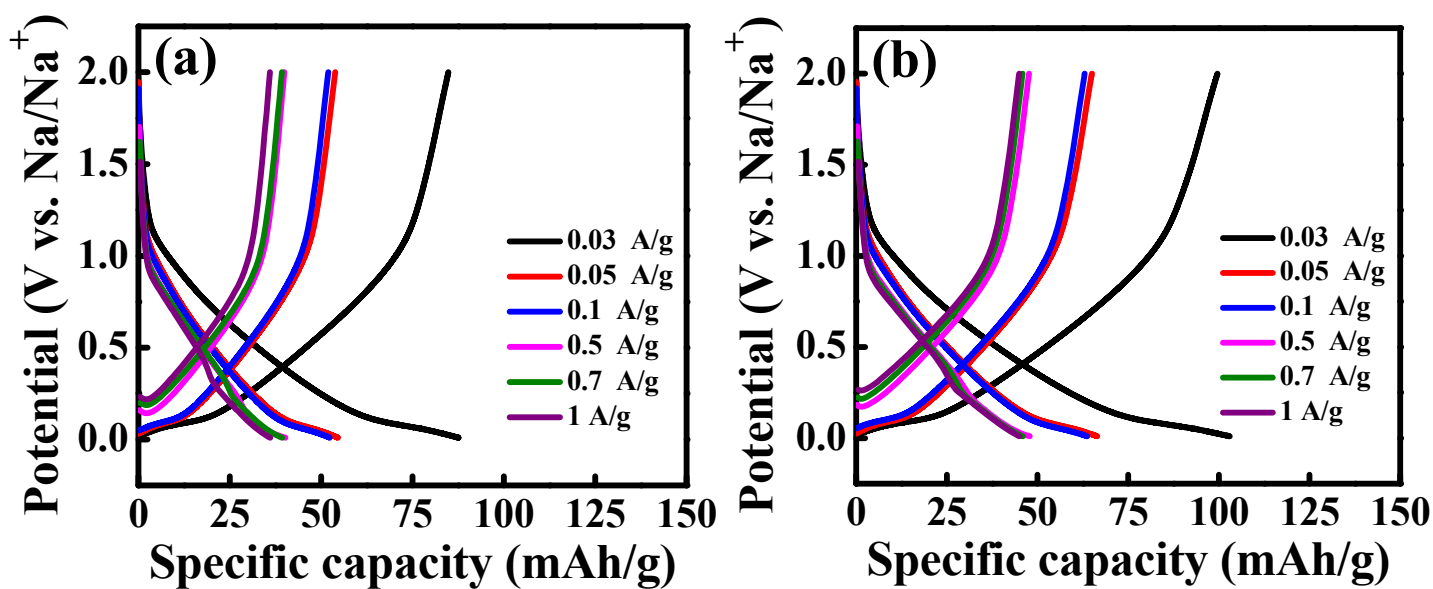 (a)
Potential (V vs. Na/Na⁺)
2.0
1.5
1.0
0.5
0.0
0.03 A/g
0.05 A/g
0.1 A/g
0.5 A/g
0.7 A/g
1 A/g
0 25 50 75 100 125 150
Specific capacity (mAh/g)
(b)
Potential (V vs. Na/Na⁺)
2.0
1.5
1.0
0.5
0.0
0.03 A/g
0.05 A/g
0.1 A/g
0.5 A/g
0.7 A/g
1 A/g
0 25 50 75 100 125 150
Specific capacity (mAh/g)